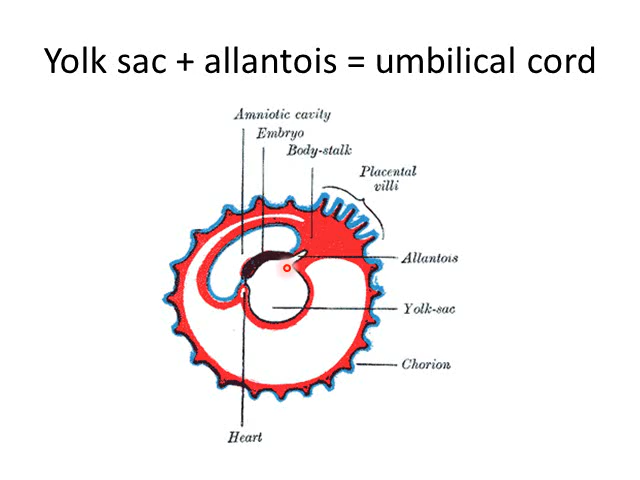 Yolk sac + allantois = umbilical cord
Amniotic cavity
Embryo
Body-stalk
Placental
villi
Allantois
Yolk-sac
Chorion
Heart